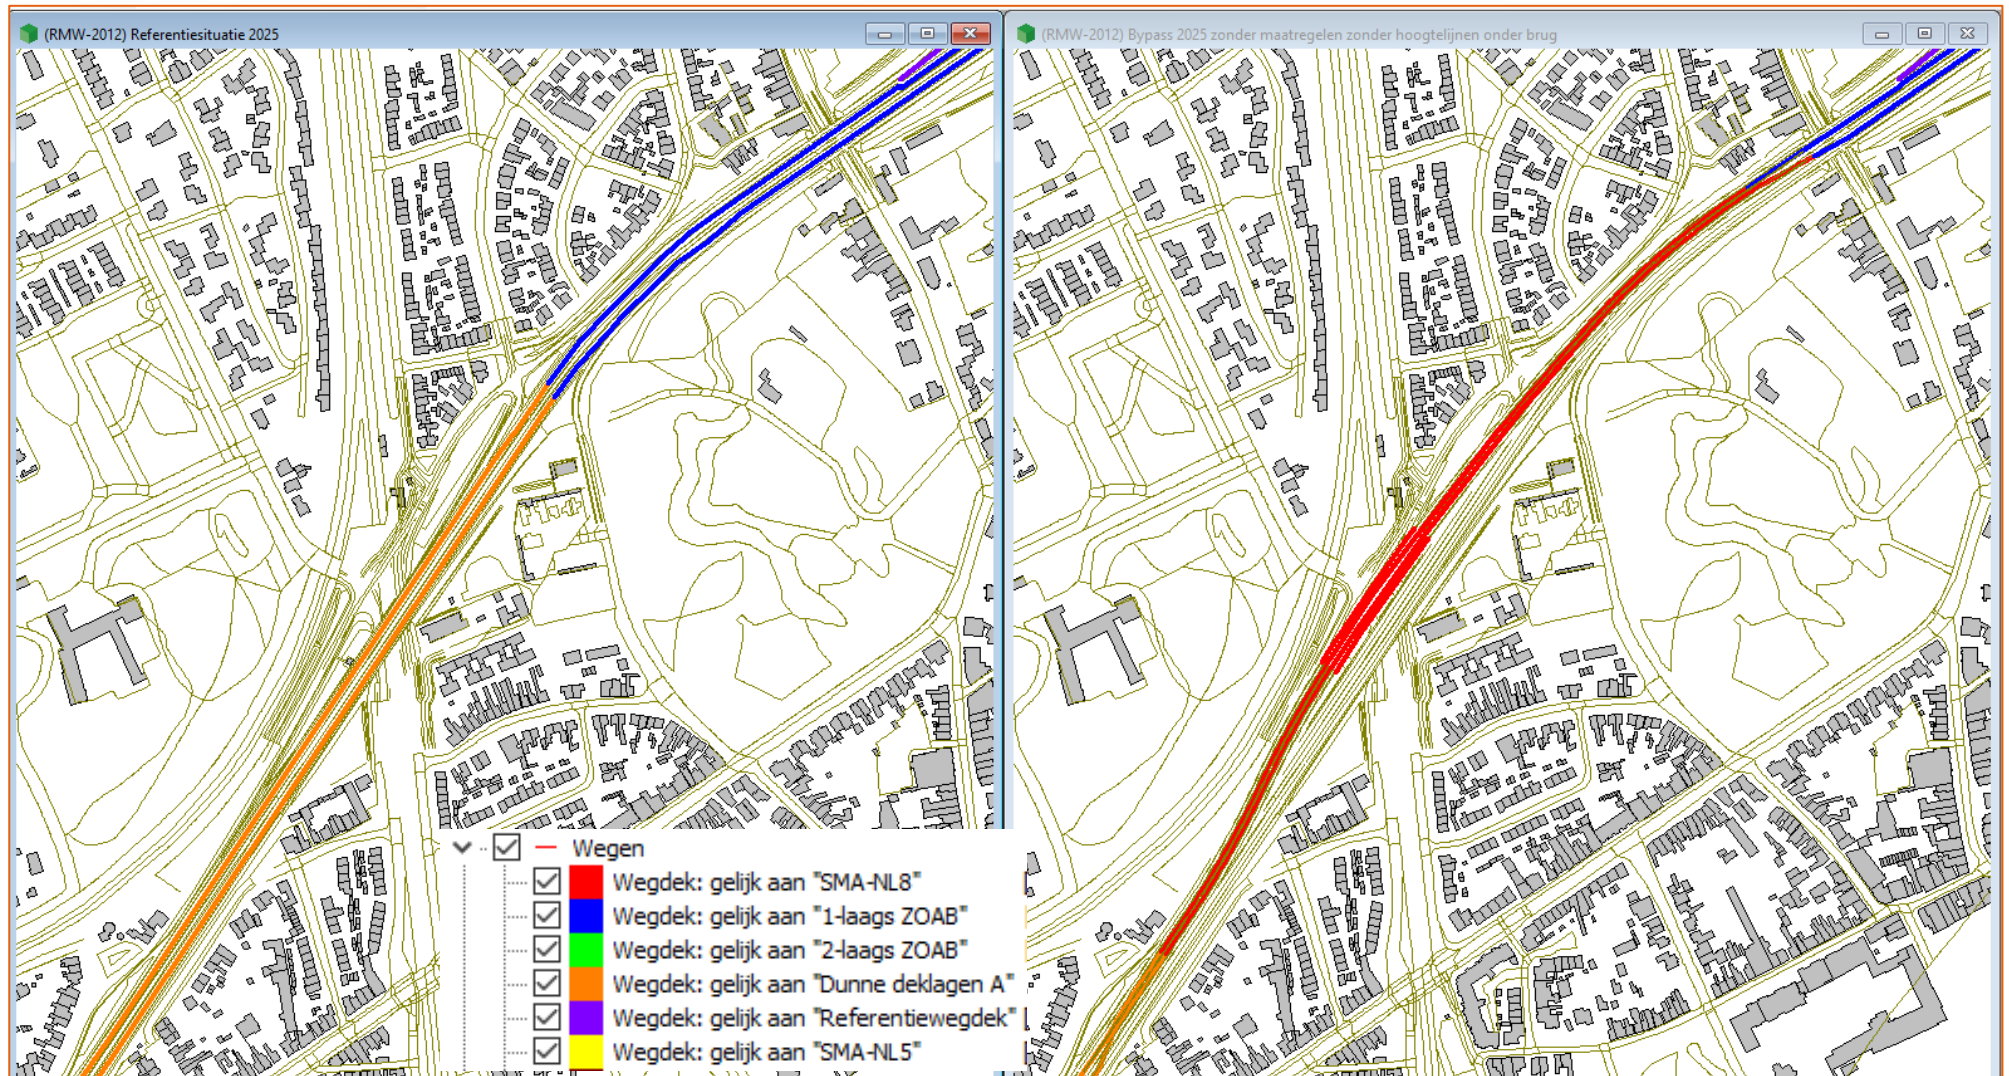 (RMW-2012) Referentiesituatie 2025
(RMW-2012) Bypass 2025 zonder maatregelen zonder hoogtelijnen onder brug
Wegen
Wegdek: gelijk aan "SMA-NL8"
Wegdek: gelijk aan "1-laags ZOAB"
Wegdek: gelijk aan "2-laags ZOAB"
Wegdek: gelijk aan "Dunne deklagen A"
Wegdek: gelijk aan "Referentiewegdek"
Wegdek: gelijk aan "SMA-NL5"